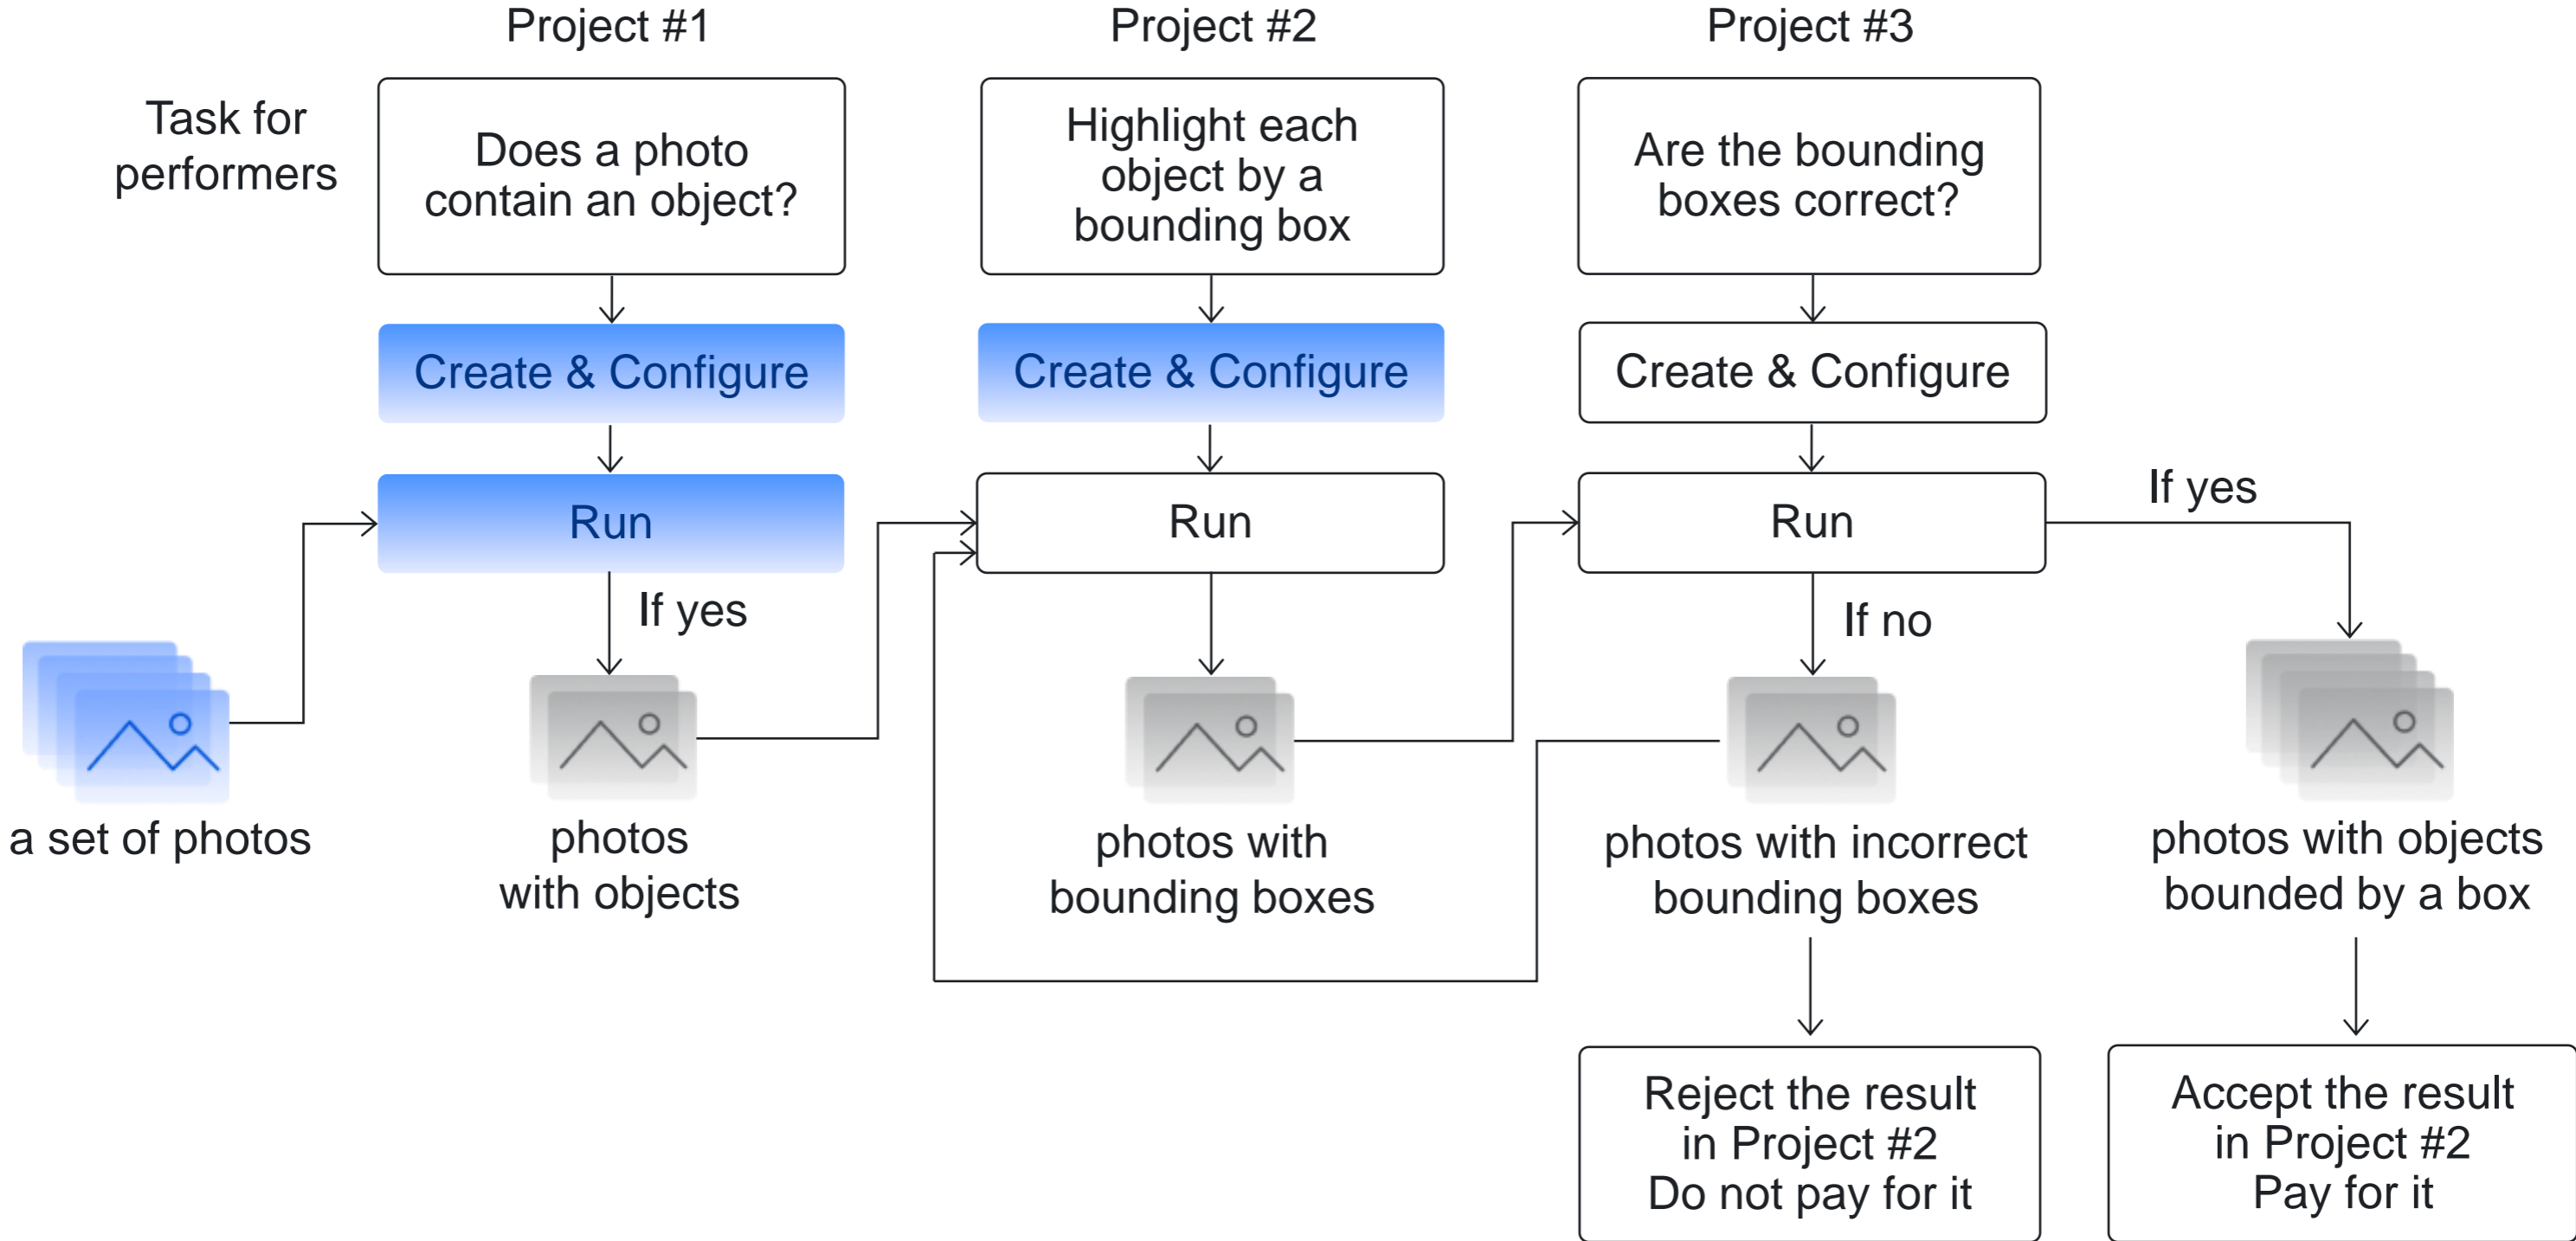 Project #1
Project #2
Project #3
Task for
performers
Does a photo
contain an object?
Highlight each
object by a
bounding box
Are the bounding
boxes correct?
Create & Configure
Create & Configure
Create & Configure
Run
Run
Run
If yes
If yes
If no
a set of photos
photos
with objects
photos with
bounding boxes
photos with incorrect
bounding boxes
photos with objects
bounded by a box
Reject the result
in Project #2
Do not pay for it
Accept the result
in Project #2
Pay for it